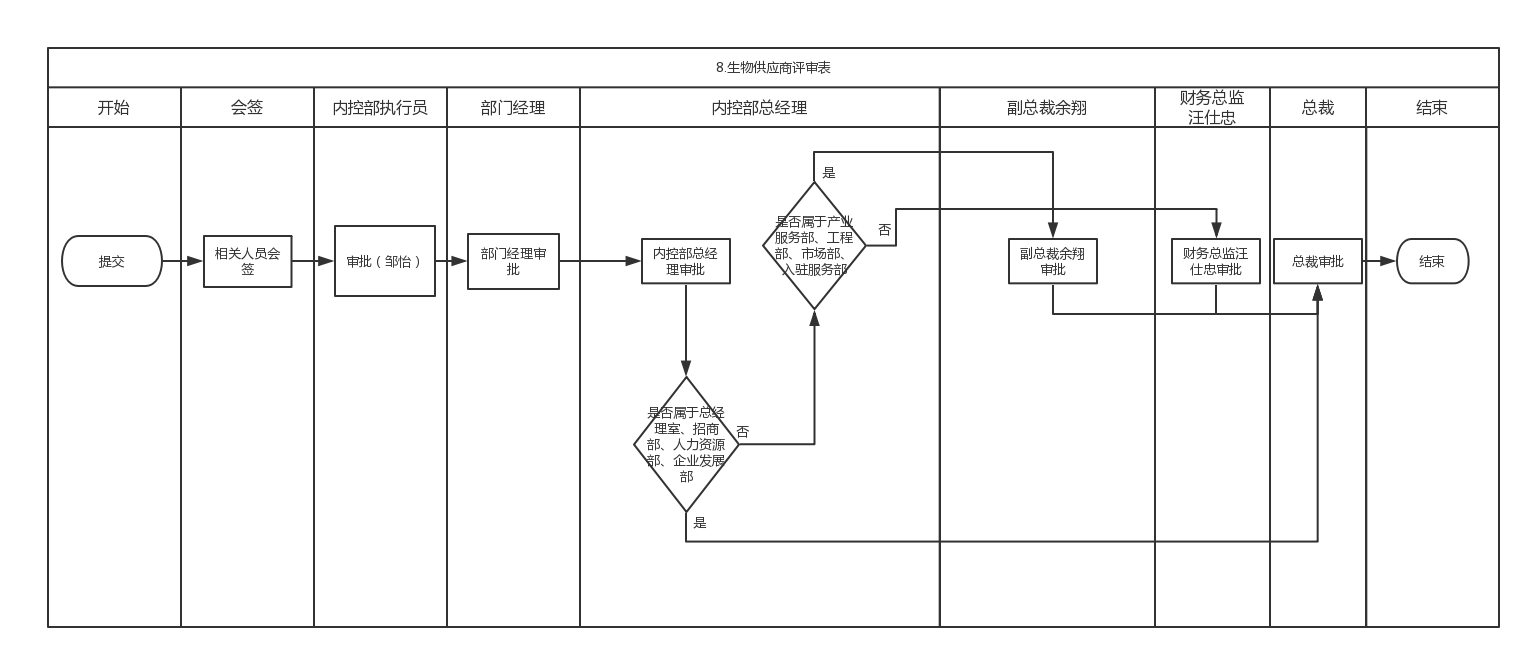 8.生物供应商评审表
开始
会签
内控部执行员
部门经理
内控部总经理
副总裁余翔
财务总监
汪仕忠
总裁
结束
提交
相关人员会
签
审批（邹怡）
部门经理审
批
内控部总经
理审批
是
是否属于产业
服务部、工程
部、市场部、
入驻服务部
否
副总裁余翔
审批
财务总监汪
仕忠审批
总裁审批
结束
是否属于总经
理室、招商
部、人力资源
部、企业发展
部
否
是